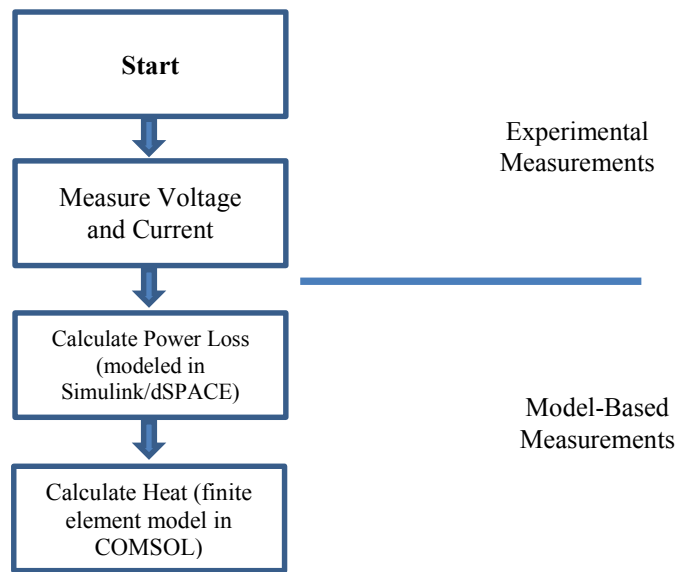 Start
Experimental
Measurements
Measure Voltage
and Current
Calculate Power Loss
(modeled in
Simulink/dSPACE)
Model-Based
Measurements
Calculate Heat (finite
element model in
COMSOL)